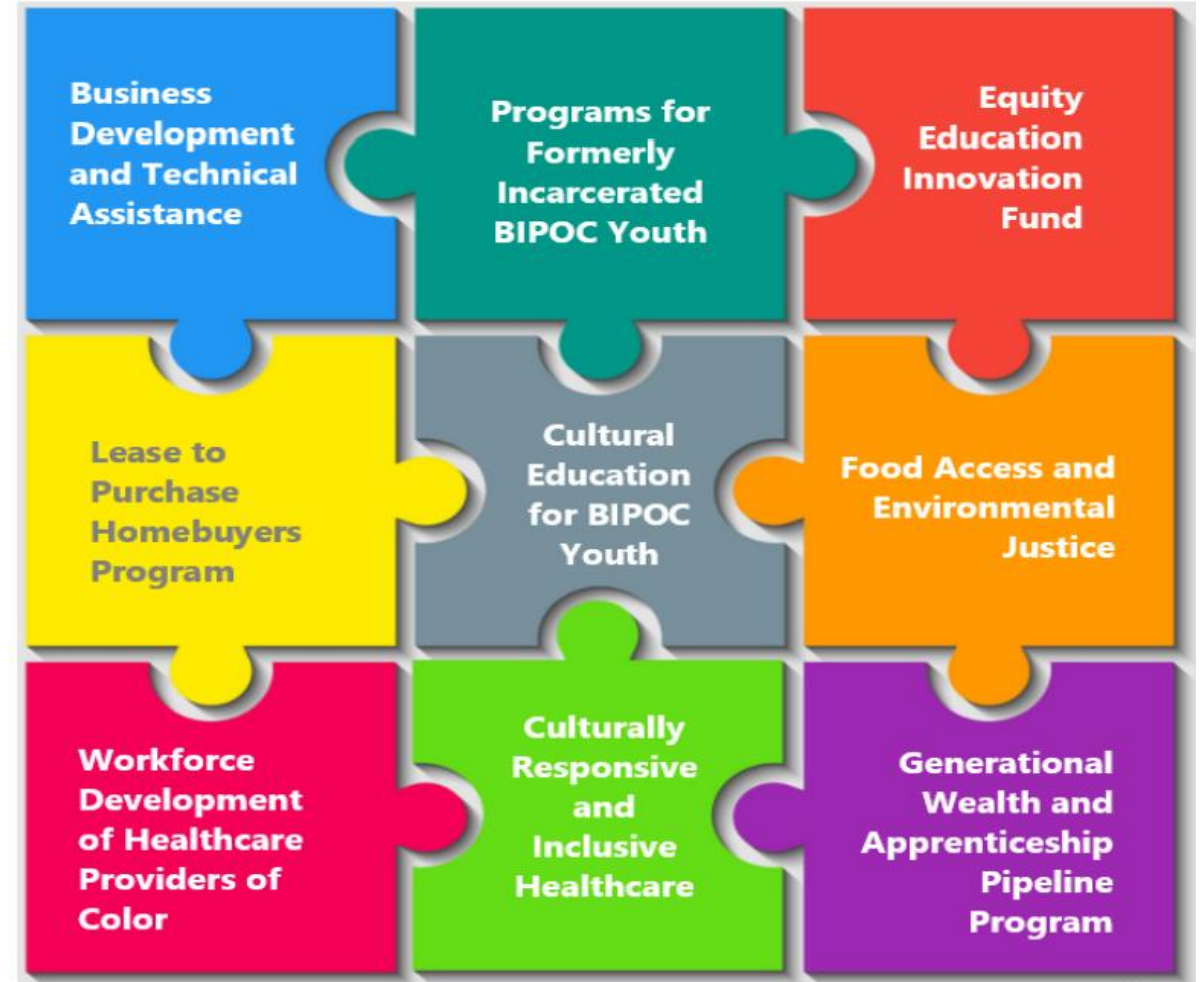 Business
Development
and Technical
Assistance
Programs for
Formerly
Incarcerated
BIPOC Youth
Equity
Education
Innovation
Fund
Lease to
Purchase
Homebuyers
Program
Cultural
Education
for BIPOC
Youth
Food Access and
Environmental
Justice
Workforce
Development
of Healthcare
Providers of
Color
Culturally
Responsive
and
Inclusive
Healthcare
Generational
Wealth and
Apprenticeship
Pipeline
Program